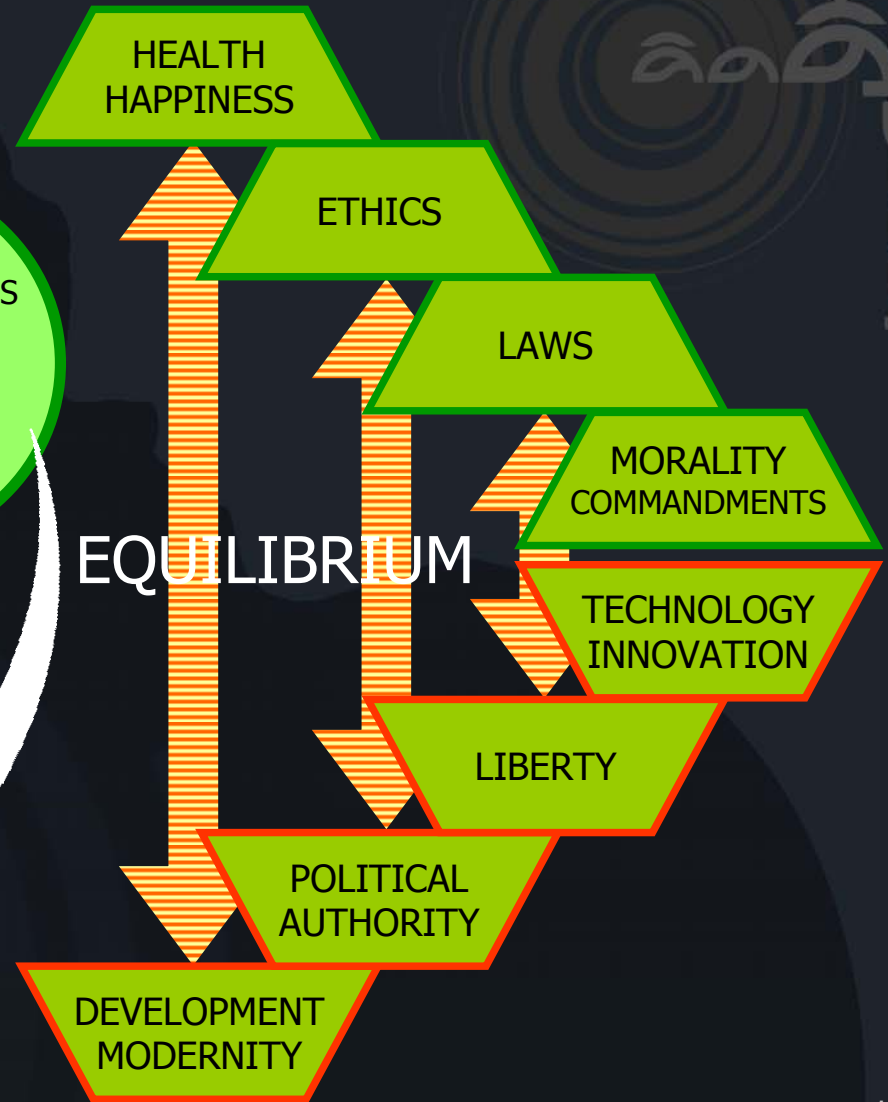 HEALTH
HAPPINESS
ETHICS
S
LAWS
MORALITY
COMMANDMENTS
EQUILIBRIUM
TECHNOLOGY
INNOVATION
LIBERTY
POLITICAL
AUTHORITY
DEVELOPMENT
MODERNITY